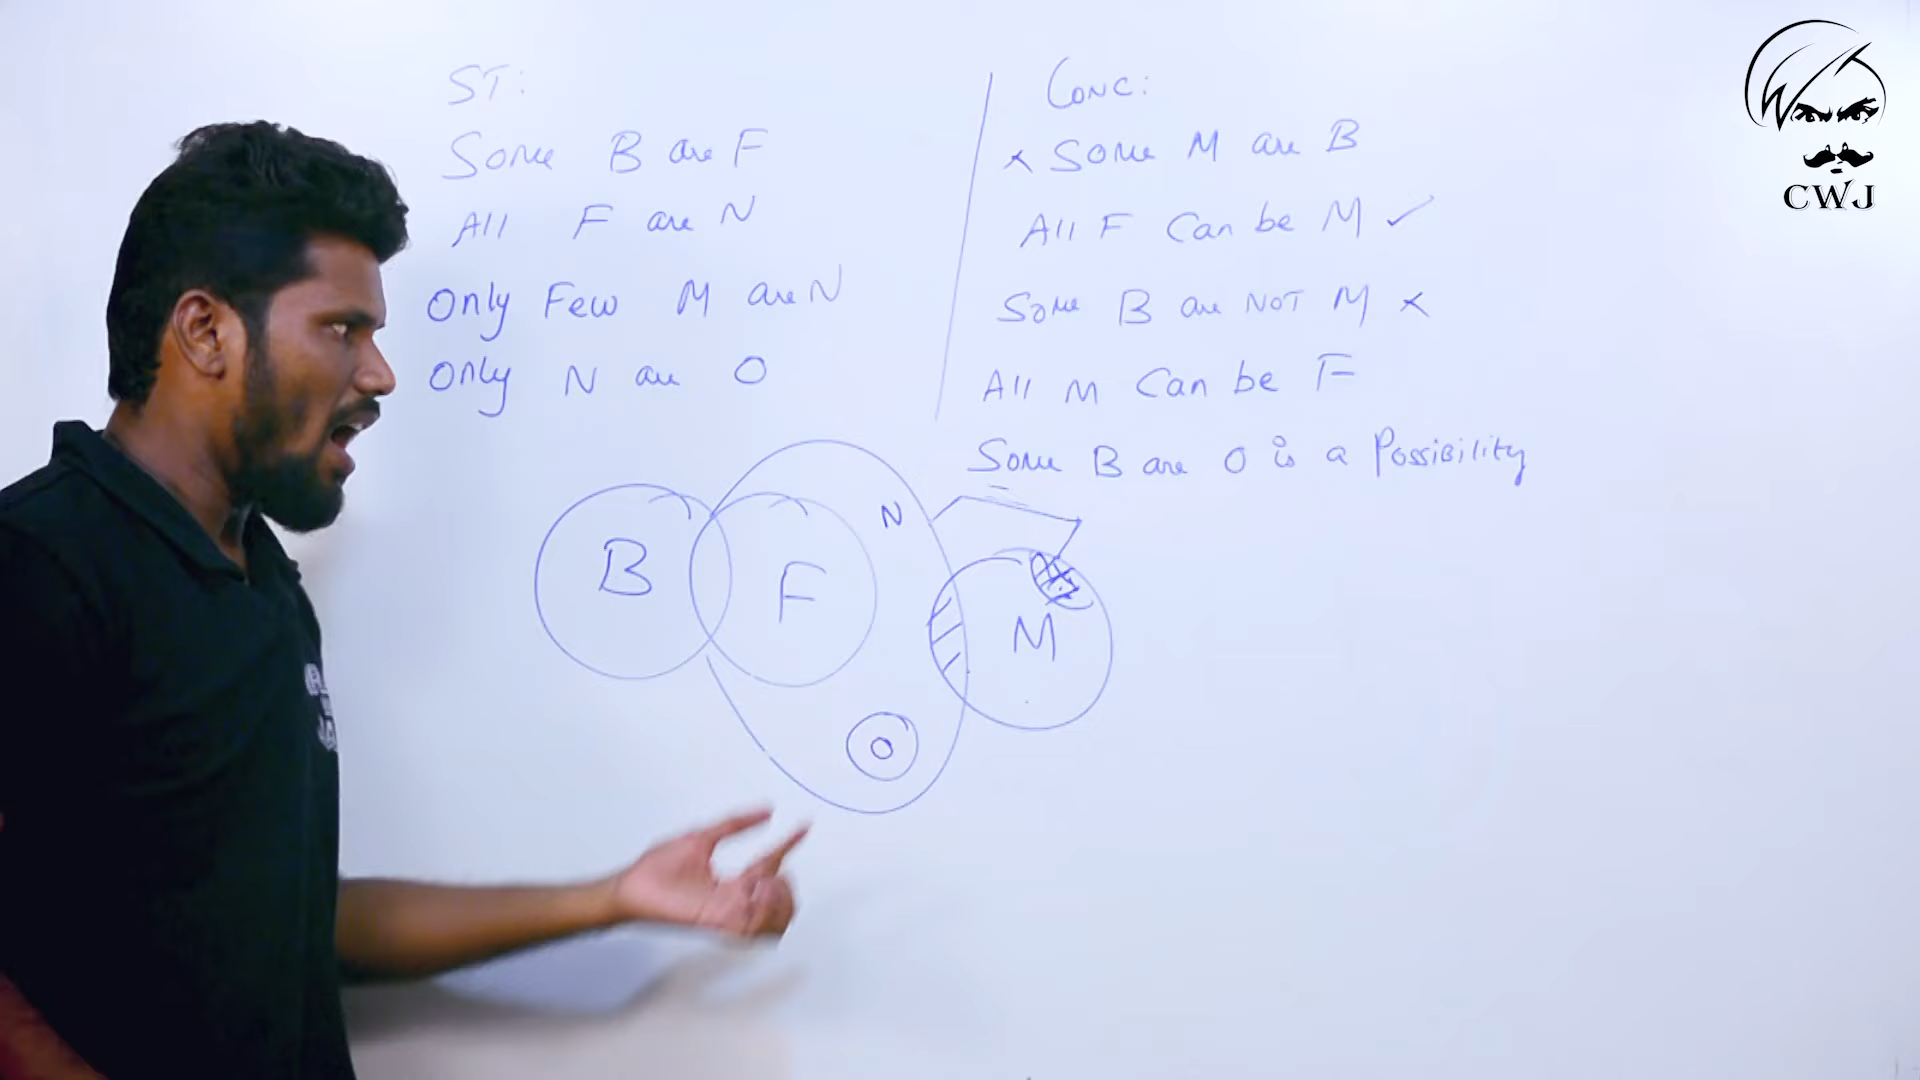 ST:
Some B are F
All F are N
Only Few M are N
Only N are O
Conc:
× Some M are B
All F Can be M ✓
Some B are NOT M ×
All M Can be F
Some B are O is a Possibility
B
F
N
M
O
CWJ